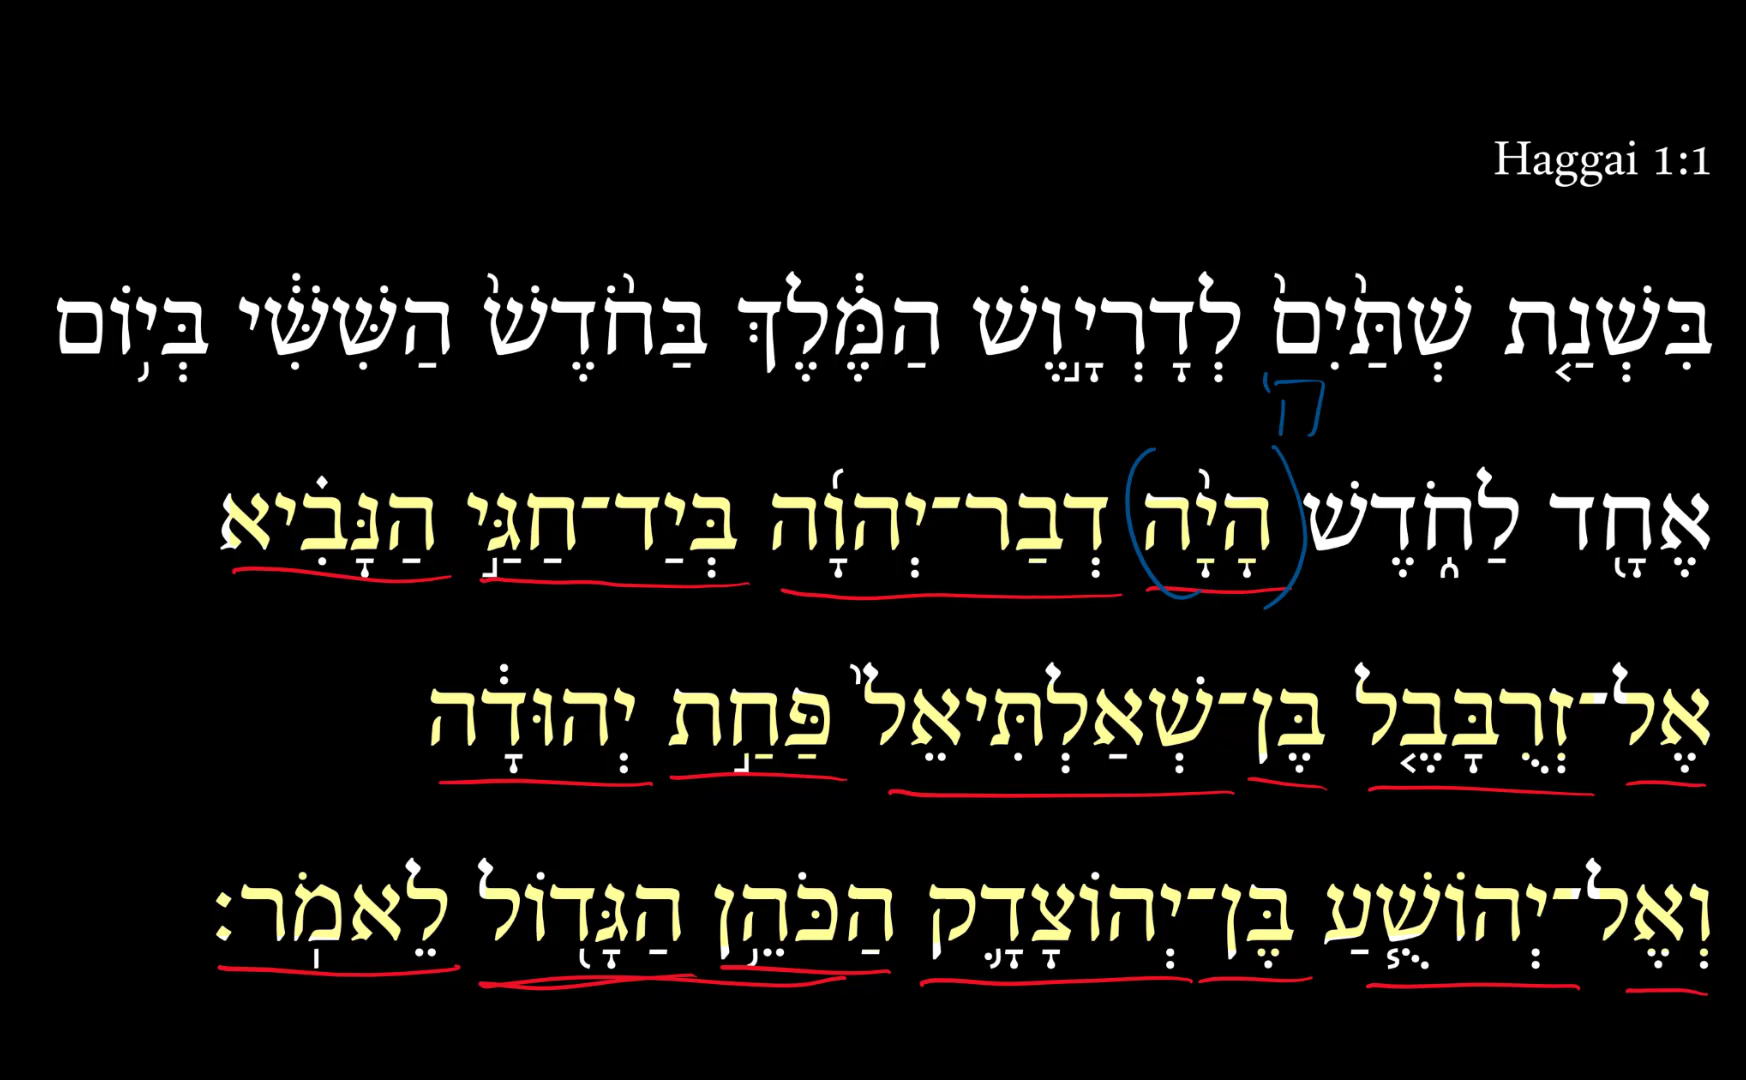 Haggai 1:1
בִּשְׁנַ֤ת שְׁתַּ֙יִם֙ לְדָרְיָ֣וֶשׁ הַמֶּ֔לֶךְ בַּחֹ֙דֶשׁ֙ הַשִּׁשִּׁ֔י בְּי֥וֹם
ה'
אֶחָ֖ד לַחֹ֑דֶשׁ הָיָ֨ה דְבַר־יְהוָ֜ה בְּיַד־חַגַּ֣י הַנָּבִ֗יא
אֶל־זְרֻבָּבֶ֤ל בֶּן־שְׁאַלְתִּיאֵל֙ פַּחַ֣ת יְהוּדָ֔ה
וְאֶל־יְהוֹשֻׁ֧עַ בֶּן־יְהוֹצָדָ֛ק הַכֹּהֵ֥ן הַגָּד֖וֹל לֵאמֹֽר׃